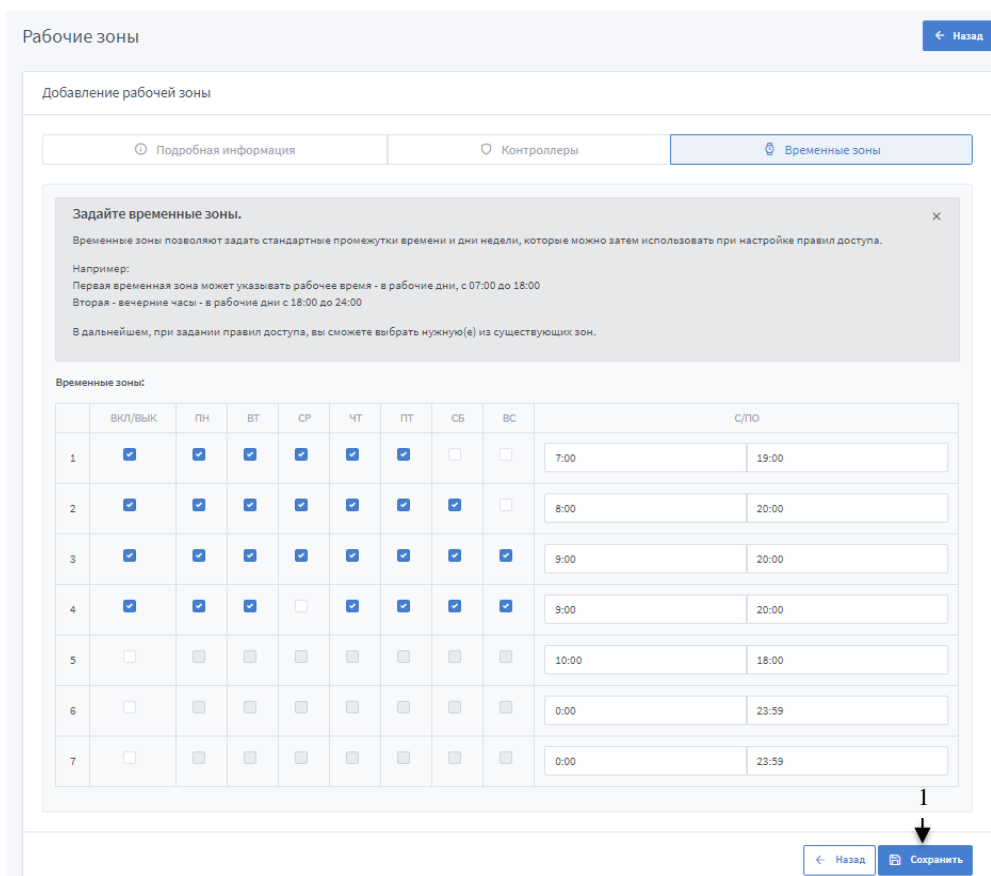 Рабочие зоны
← Назад
Добавление рабочей зоны
Подробная информация
Контроллеры
Временные зоны
Задайте временные зоны.
×
Временные зоны позволяют задать стандартные промежутки времени и дни недели, которые можно затем использовать при настройке правил доступа.
Например:
Первая временная зона может указывать рабочее время - в рабочие дни, с 07:00 до 18:00
Вторая - вечерние часы - в рабочие дни с 18:00 до 24:00
В дальнейшем, при задании правил доступа, вы сможете выбрать нужную(е) из существующих зон.
Временные зоны:
ВКЛ/ВЫК ПН ВТ СР ЧТ ПТ СБ ВС С/ПО
1 7:00 19:00
2 8:00 20:00
3 9:00 20:00
4 9:00 20:00
5 10:00 18:00
6 0:00 23:59
7 0:00 23:59
1
← Назад
Сохранить